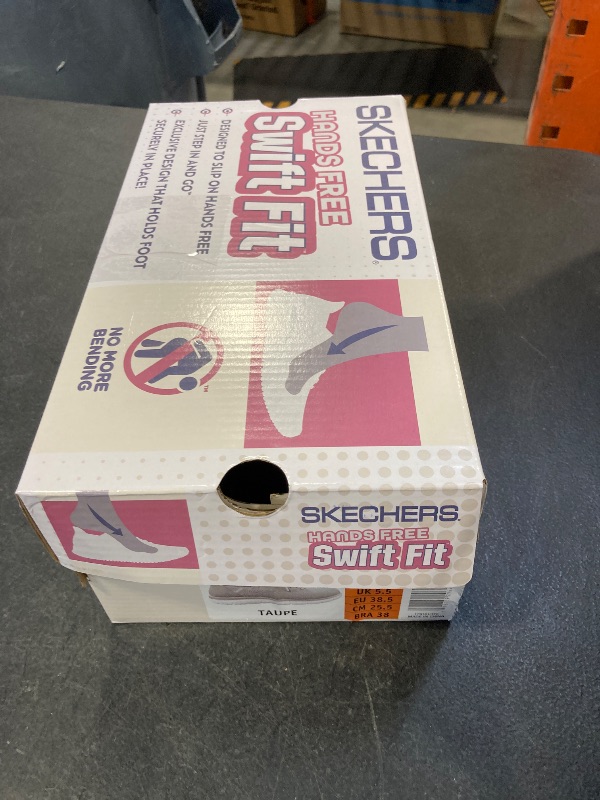 SKECHERS®
HANDS FREE
Swift Fit
DESIGNED TO SLIP ON HANDS FREE
JUST STEP IN AND GO™
EXCLUSIVE DESIGN THAT HOLDS FOOT
SECURELY IN PLACE!
NO MORE
BENDING
TM
SKECHERS.
HANDS FREE
Swift Fit
TAUPE
UK 5.5
EU 38.5
CM 25.5
BRA 38